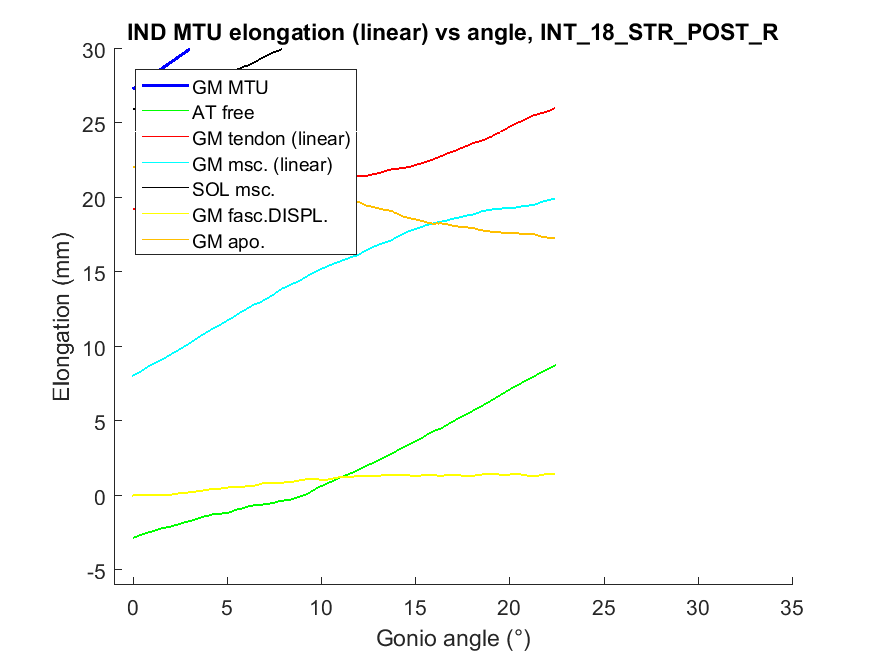 IND MTU elongation (linear) vs angle, INT_18_STR_POST_R
30
25
20
15
10
5
0
-5
Elongation (mm)
GM MTU
AT free
GM tendon (linear)
GM msc. (linear)
SOL msc.
GM fasc.DISPL.
GM apo.
0 5 10 15 20 25 30 35
Gonio angle (°)